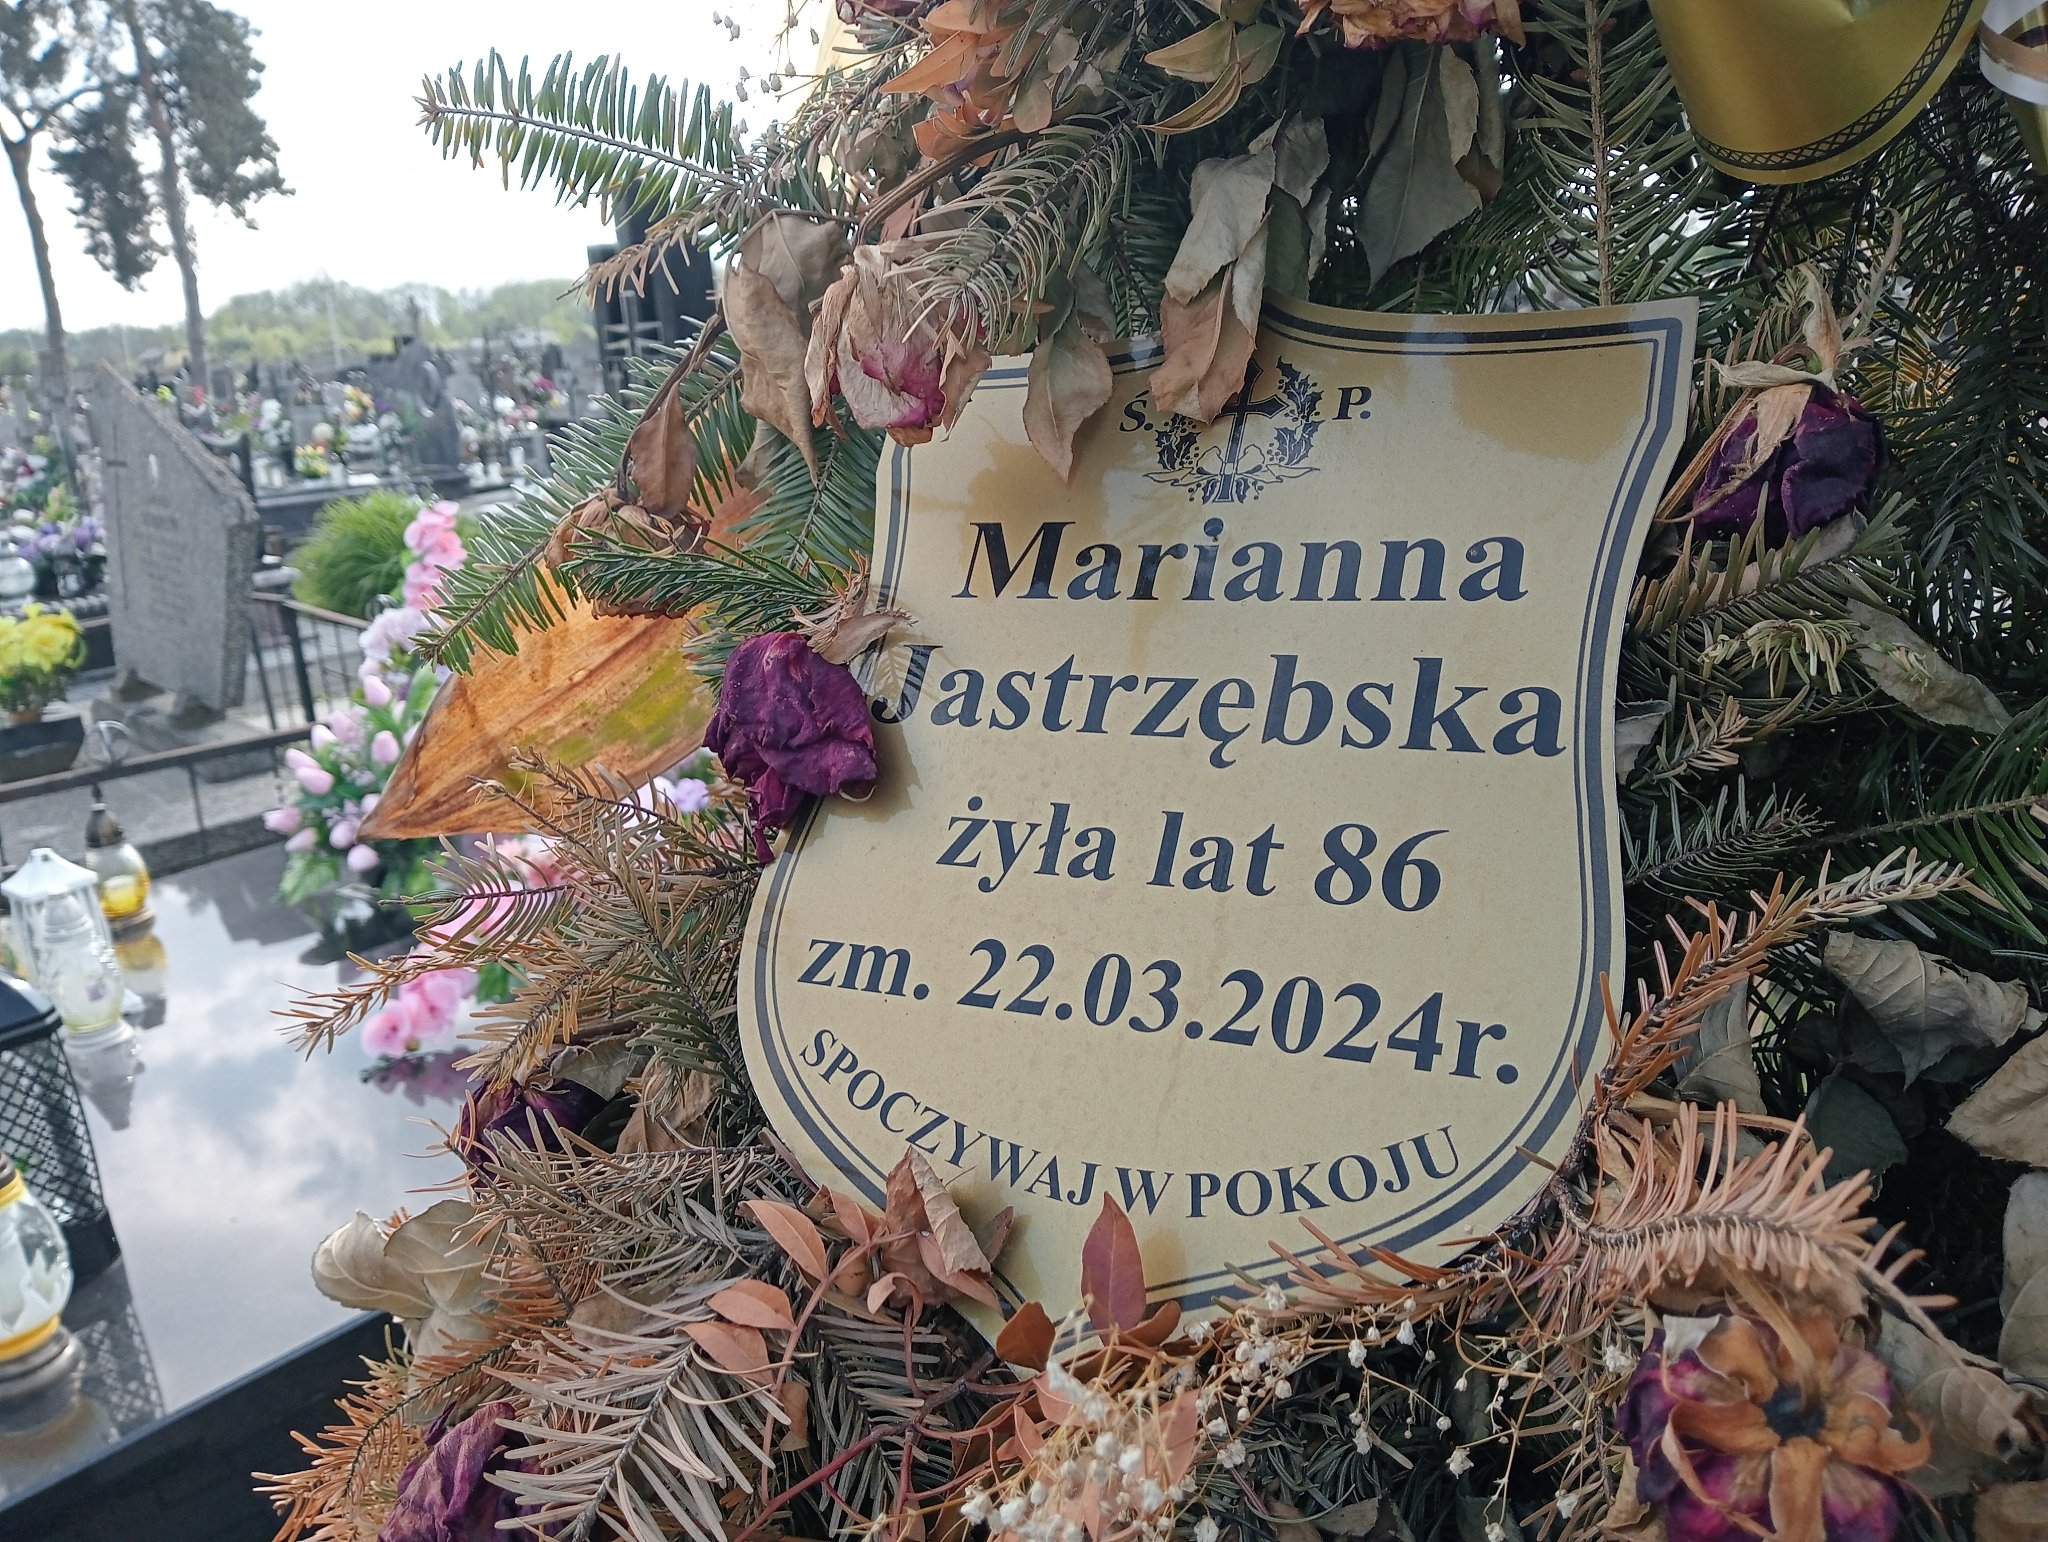 Ś. P.
Marianna
Jastrzębska
żyła lat 86
zm. 22.03.2024r.
SPOCZYWAJ W POKOJU